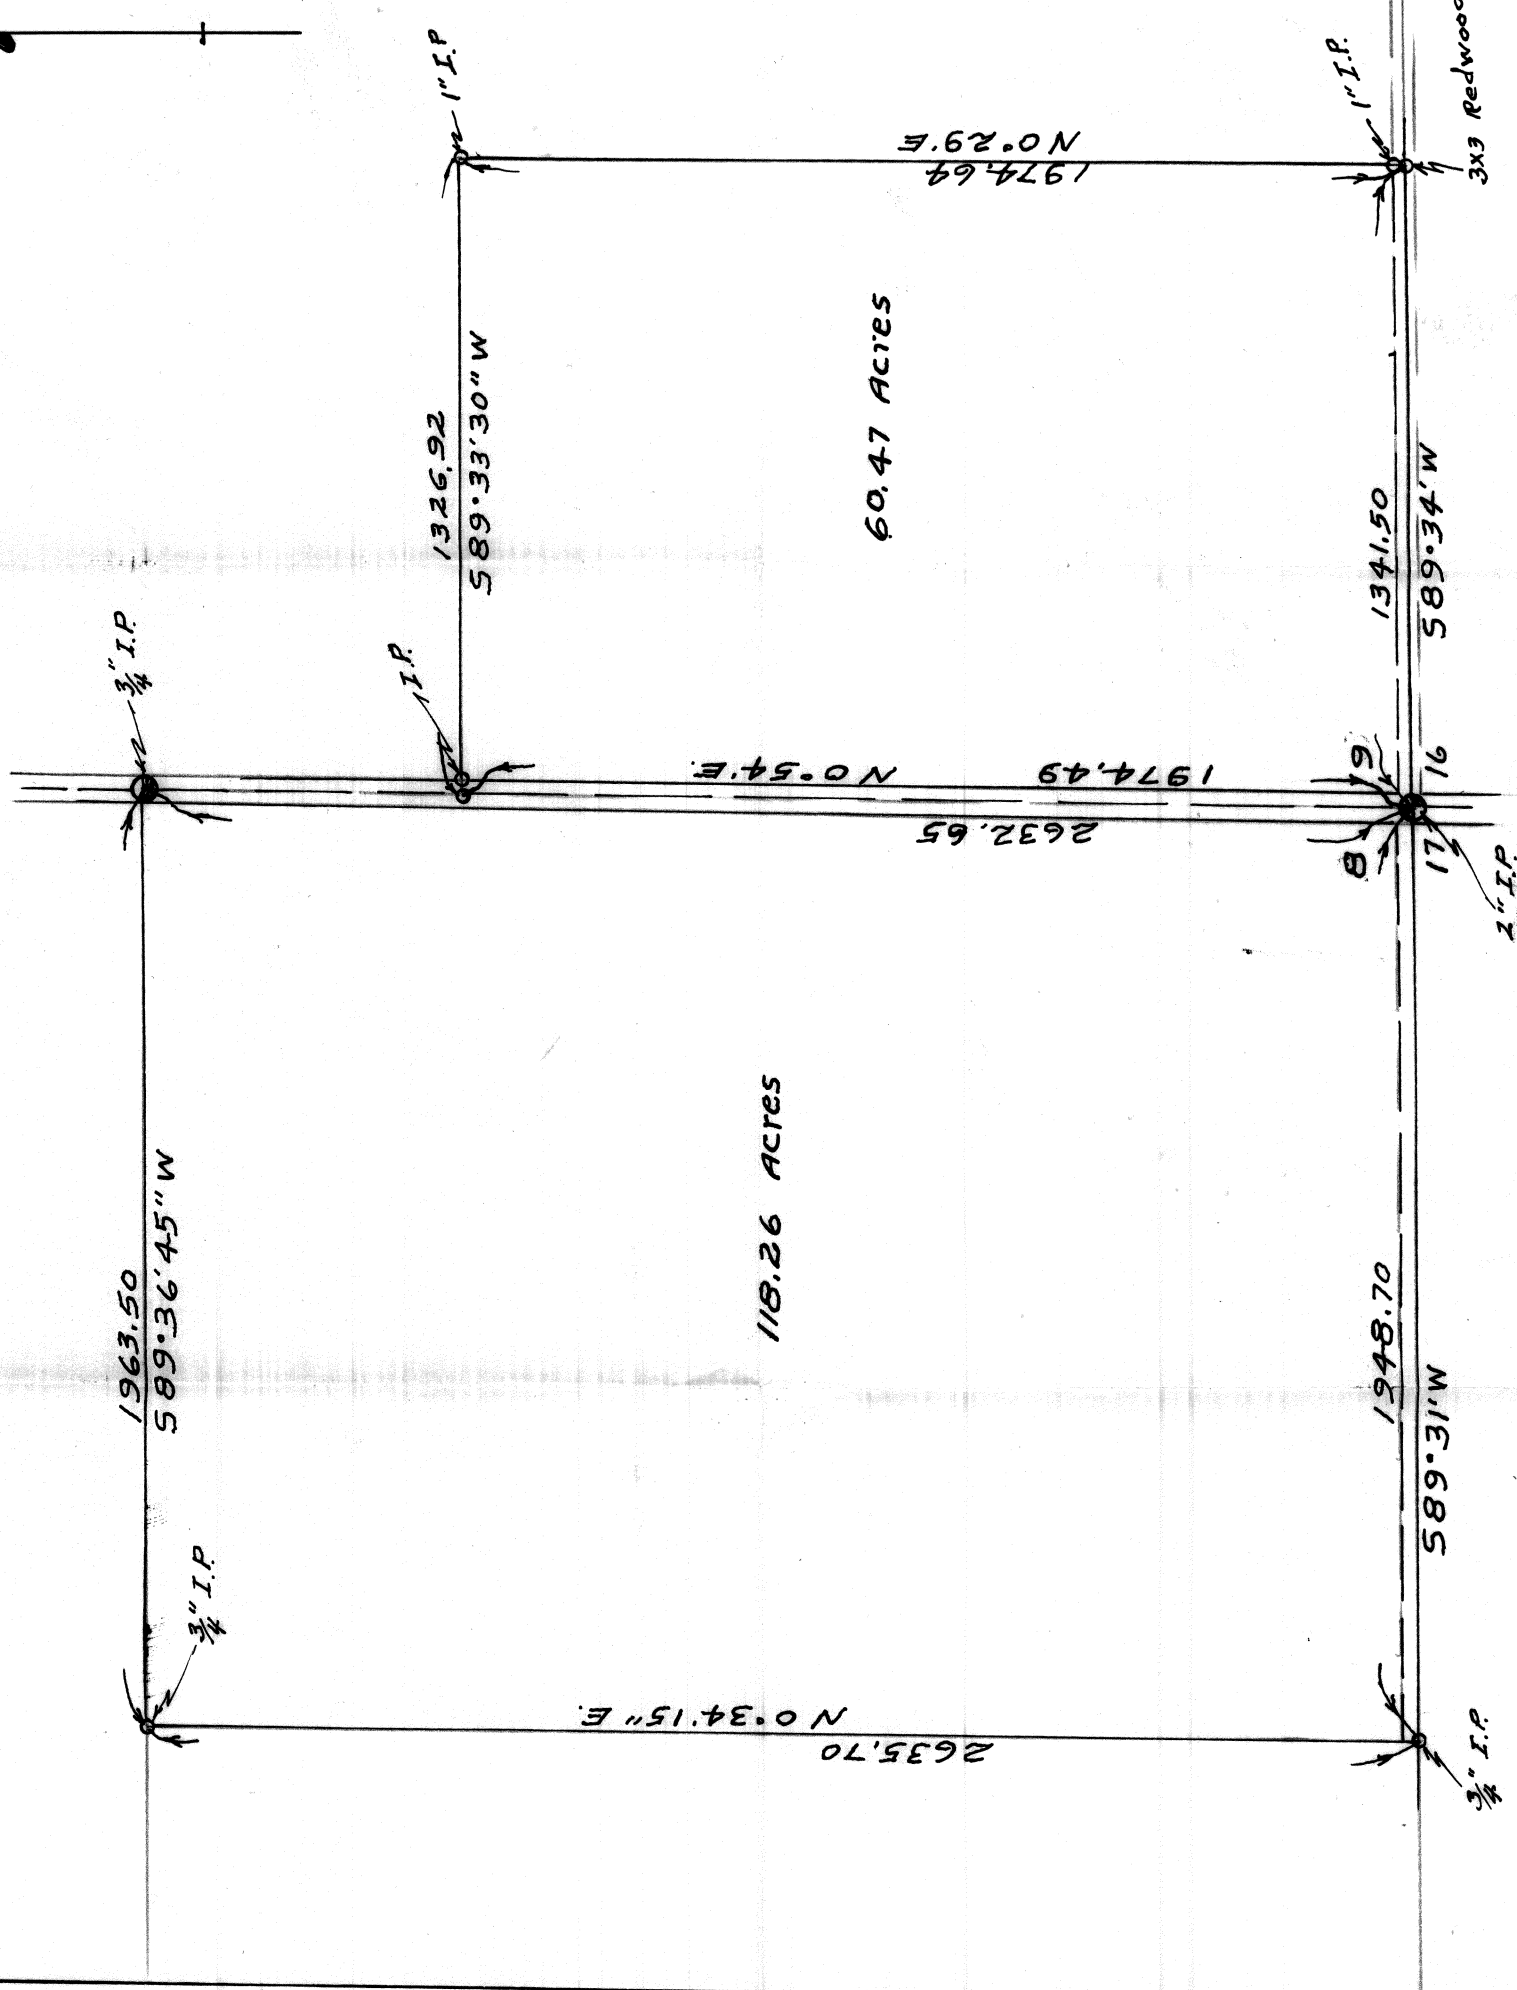 3/4" I.P.
1963.50
S 89°36'45" W
3/4" I.P.
N 0°34'15" E.
2635.70
118.26 Acres
1948.70
S 89°31' W
3/4" I.P.
2632.65
N 0°54' E.
1974.49
8
9
17
16
2" I.P.
I.P.
1" I.P
1326.92
S 89°33'30" W
60.47 Acres
N 0°29' E
1974.64
1341.50
S 89°34' W
1" I.P.
3X3 Redwood